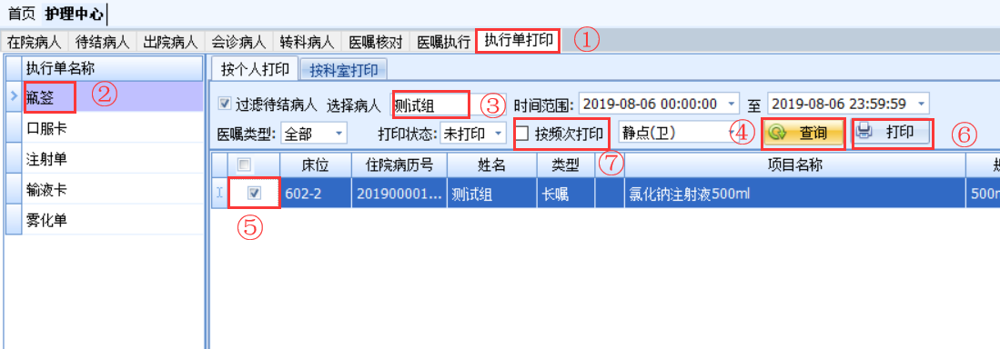 首页 护理中心
在院病人 待结病人 出院病人 会诊病人 转科病人 医嘱核对 医嘱执行 执行单打印 ①
执行单名称
瓶签 ②
口服卡
注射单
输液卡
雾化单
按个人打印 按科室打印
过滤待结病人 选择病人 测试组 ③ 时间范围: 2019-08-06 00:00:00 至 2019-08-06 23:59:59
医嘱类型: 全部 打印状态: 未打印 按频次打印 静点(卫) ④ 查询 打印 ⑥
⑦
床位 住院病历号 姓名 类型 项目名称
602-2 201900001... 测试组 长嘱 氯化钠注射液500ml
⑤